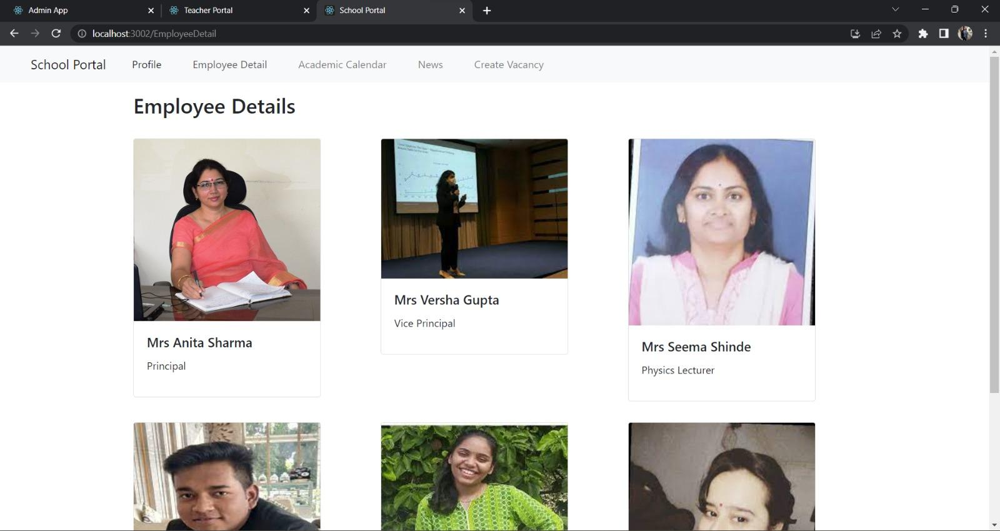 Admin App
Teacher Portal
School Portal
localhost:3002/EmployeeDetail
School Portal Profile Employee Detail Academic Calendar News Create Vacancy
Employee Details
Mrs Anita Sharma
Principal
Mrs Versha Gupta
Vice Principal
Mrs Seema Shinde
Physics Lecturer